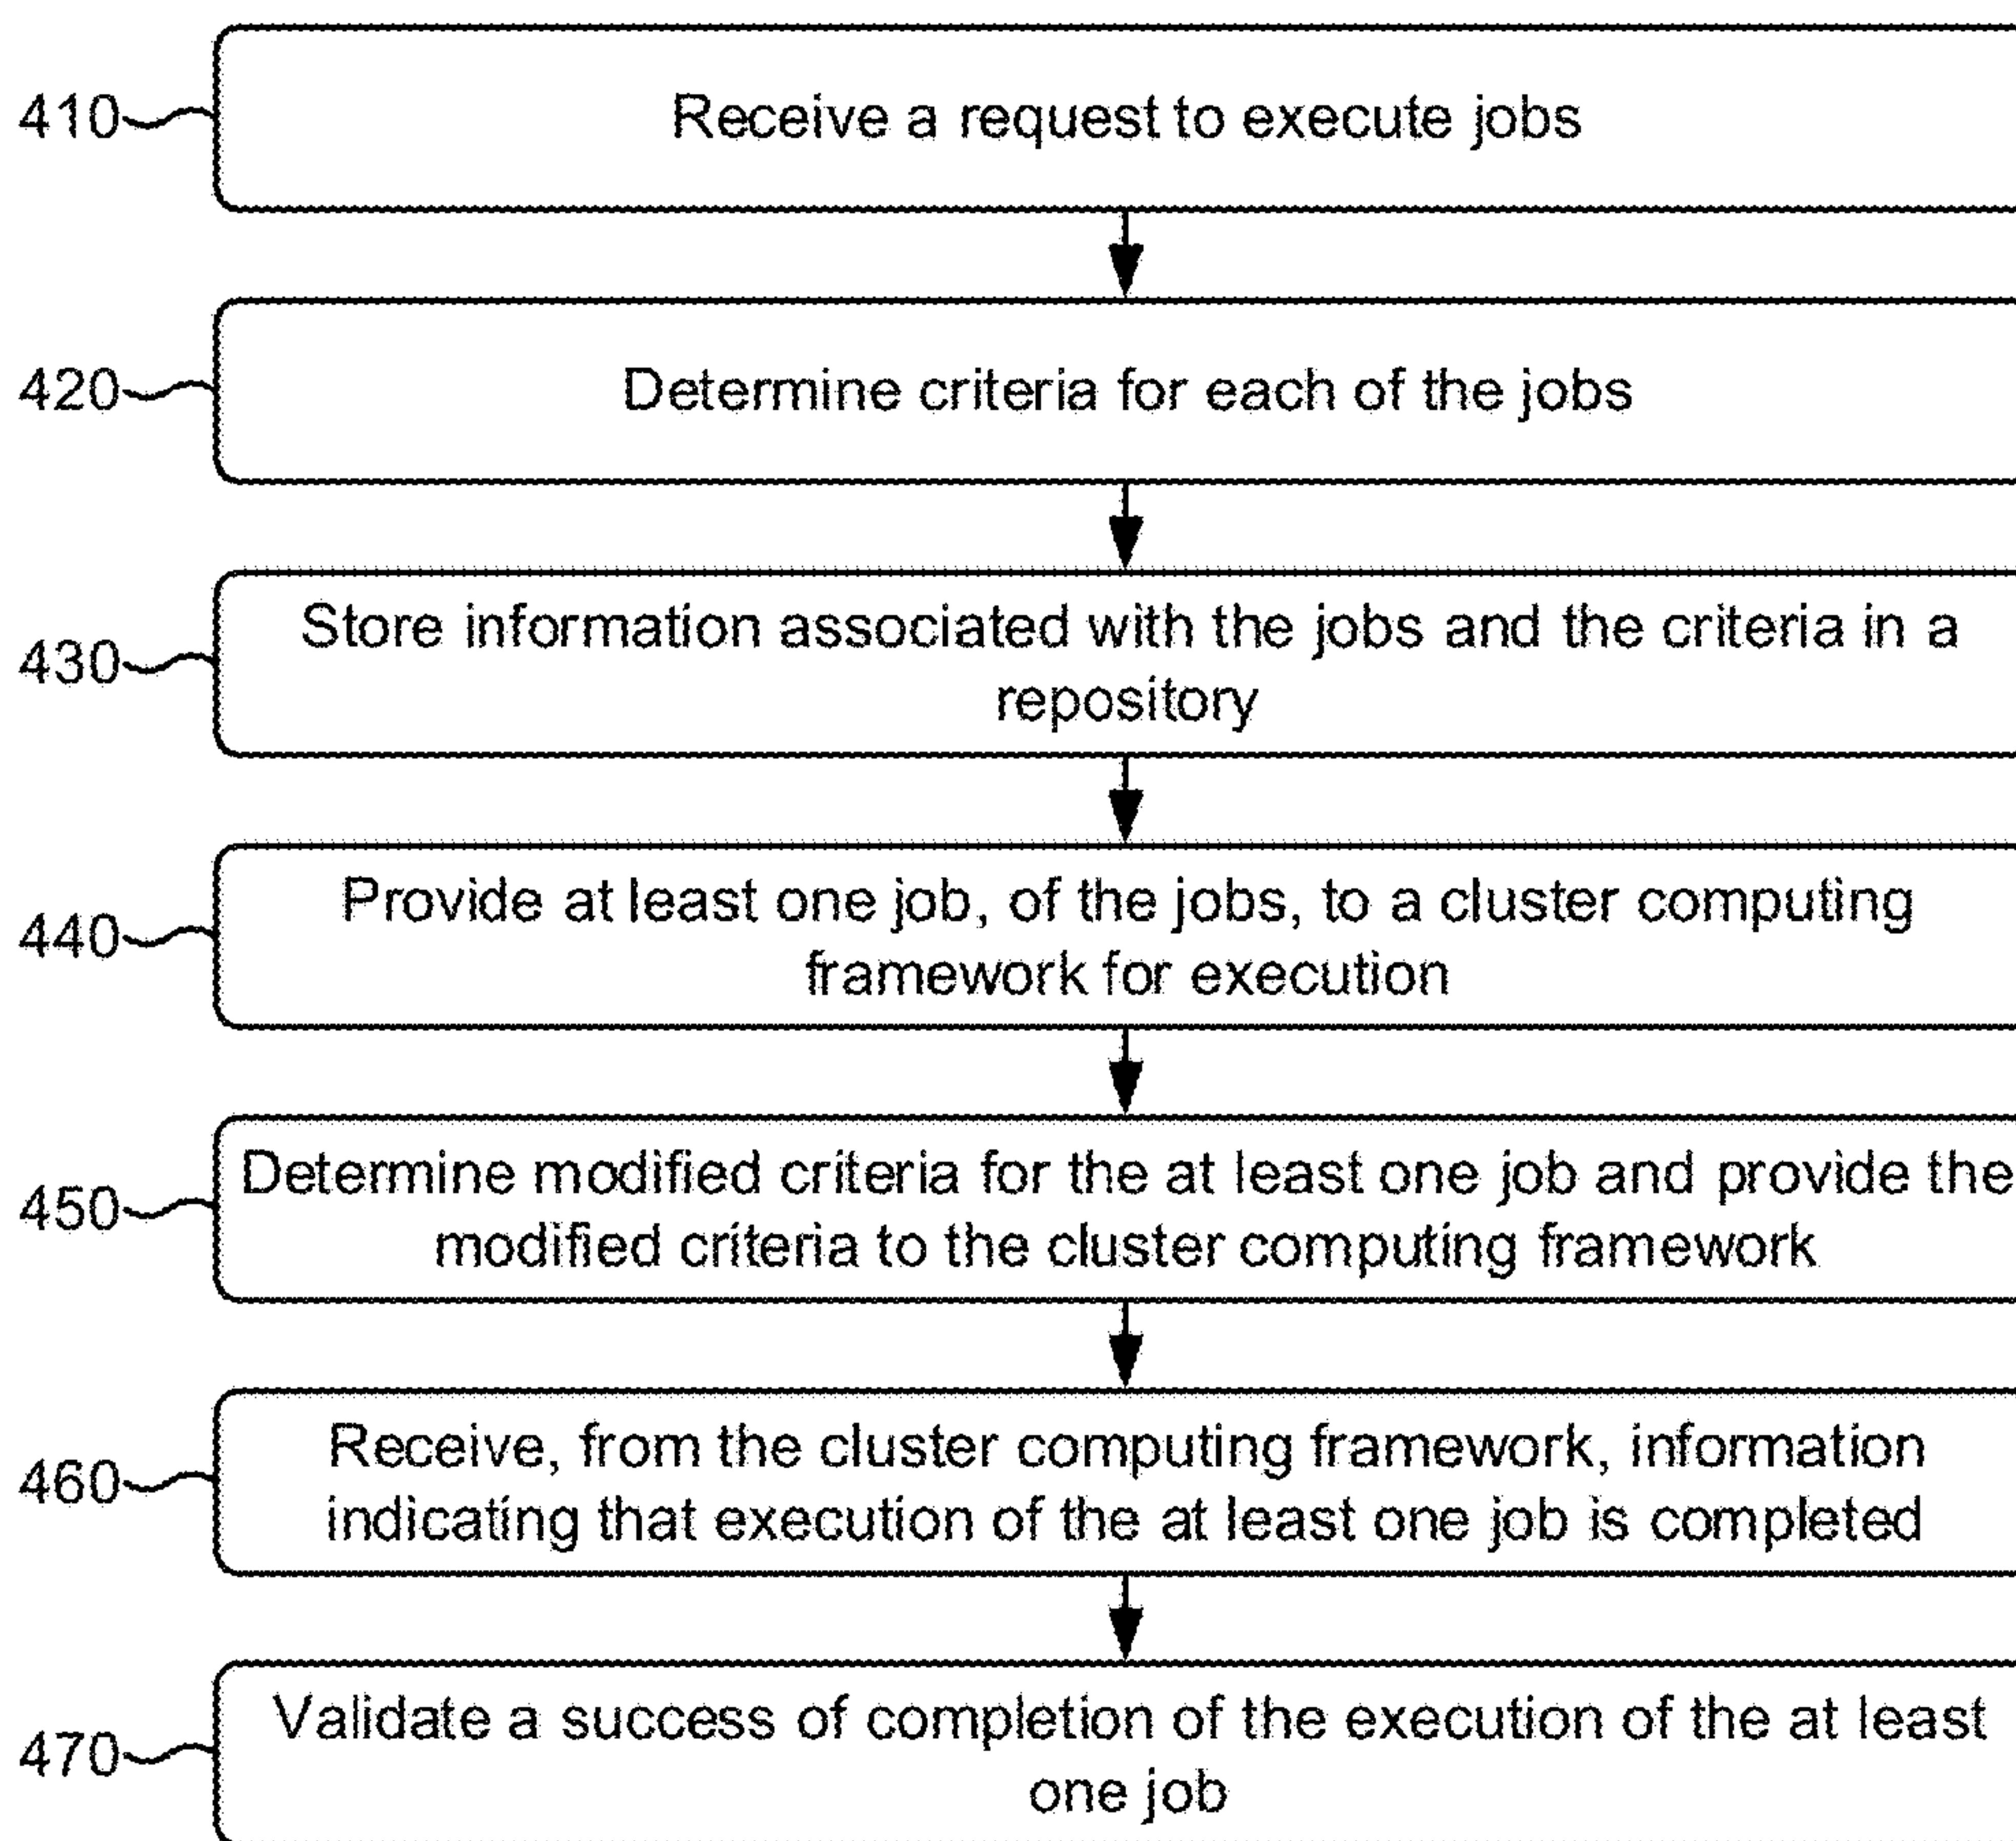 410
Receive a request to execute jobs
420
Determine criteria for each of the jobs
430
Store information associated with the jobs and the criteria in a
repository
440
Provide at least one job, of the jobs, to a cluster computing
framework for execution
450
Determine modified criteria for the at least one job and provide the
modified criteria to the cluster computing framework
460
Receive, from the cluster computing framework, information
indicating that execution of the at least one job is completed
470
Validate a success of completion of the execution of the at least
one job